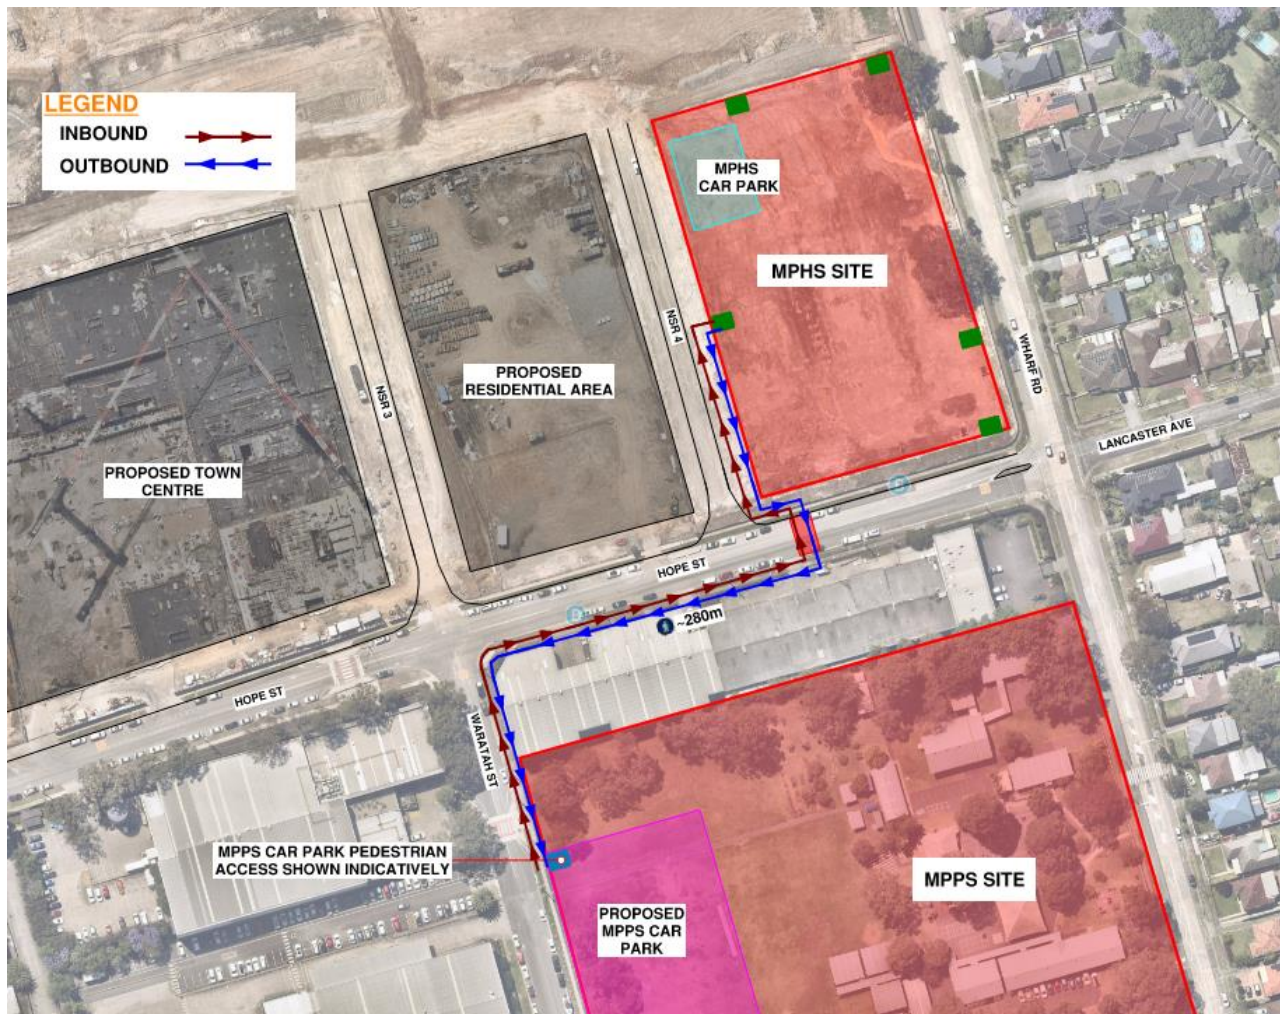 LEGEND
INBOUND
OUTBOUND
MPHS
CAR PARK
MPHS SITE
NSR 4
WHARF RD
PROPOSED
RESIDENTIAL AREA
NSR 3
LANCASTER AVE
PROPOSED TOWN
CENTRE
HOPE ST
~280m
HOPE ST
WARATAH ST
MPPS CAR PARK PEDESTRIAN
ACCESS SHOWN INDICATIVELY
MPPS SITE
PROPOSED
MPPS CAR
PARK